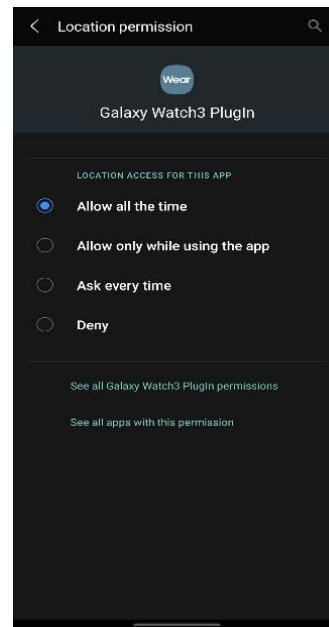 Location permission
Wear
Galaxy Watch3 PlugIn
LOCATION ACCESS FOR THIS APP
Allow all the time
Allow only while using the app
Ask every time
Deny
See all Galaxy Watch3 PlugIn permissions
See all apps with this permission